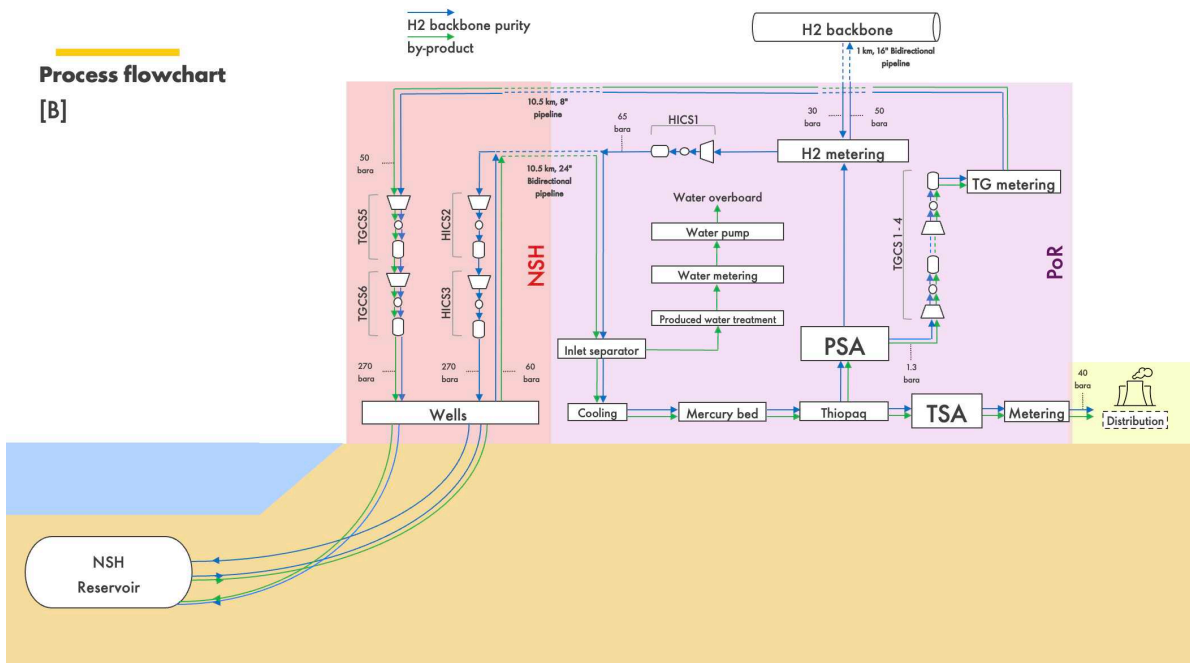 H2 backbone purity
by-product
Process flowchart
[B]
H2 backbone
1 km, 16" Bidirectional
pipeline
10.5 km, 8"
pipeline
30
bara
50
bara
65
bara
HICS1
H2 metering
50
bara
10.5 km, 24"
Bidirectional
pipeline
TG metering
Water overboard
Water pump
Water metering
Produced water treatment
TGCS5
HICS2
TGCS6
HICS3
NSH
TGCS 1 - 4
PoR
Inlet separator
PSA
1.3
bara
270
bara
270
bara
60
bara
40
bara
Wells
Cooling
Mercury bed
Thiopaq
TSA
Metering
Distribution
NSH
Reservoir